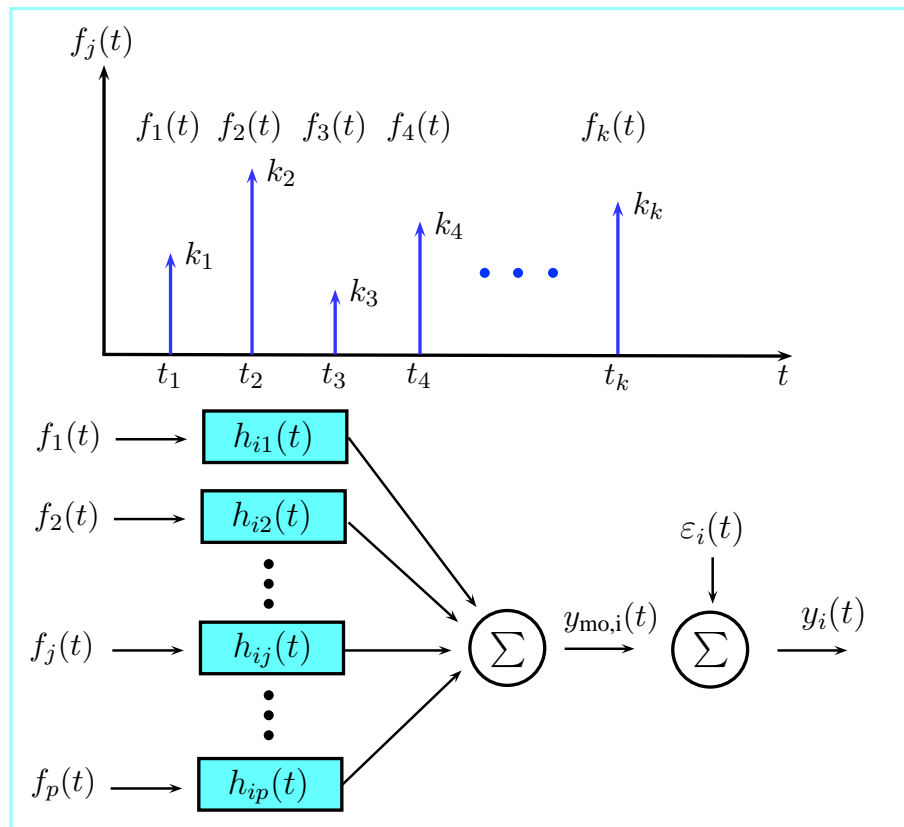 f_j(t)
f_1(t) f_2(t) f_3(t) f_4(t) f_k(t)
k_2
k_k
k_4
k_1
k_3
t_1 t_2 t_3 t_4 t_k t
f_1(t) h_{i1}(t)
f_2(t) h_{i2}(t) ε_i(t)
f_j(t) h_{ij}(t) ∑ y_{mo,i}(t) ∑ y_i(t)
f_p(t) h_{ip}(t)